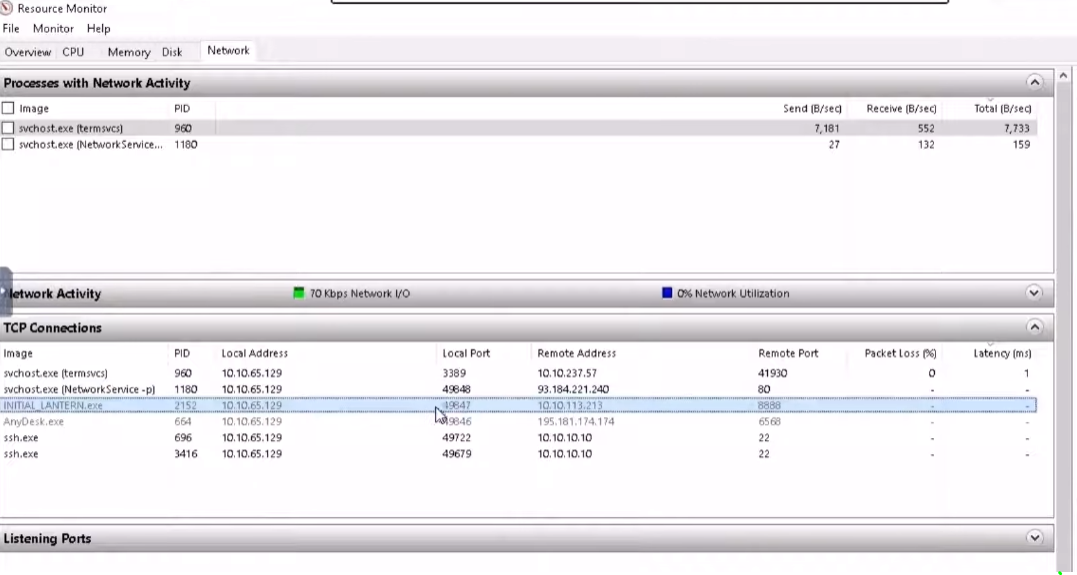 Resource Monitor
File Monitor Help
Overview CPU Memory Disk Network
Processes with Network Activity
Image PID Send (B/sec) Receive (B/sec) Total (B/sec)
svchost.exe (termsvcs) 960 7,181 552 7,733
svchost.exe (NetworkService... 1180 27 132 159
Network Activity 70 Kbps Network I/O 0% Network Utilization
TCP Connections
Image PID Local Address Local Port Remote Address Remote Port Packet Loss (%) Latency (ms)
svchost.exe (termsvcs) 960 10.10.65.129 3389 10.10.237.57 41930 0 1
svchost.exe (NetworkService -p) 1180 10.10.65.129 49848 93.184.221.240 80 - -
INITIAL_LANTERN.exe 2152 10.10.65.129 49847 10.10.113.213 8888 - -
AnyDesk.exe 664 10.10.65.129 49846 195.181.174.174 6568 - -
ssh.exe 696 10.10.65.129 49722 10.10.10.10 22 - -
ssh.exe 3416 10.10.65.129 49679 10.10.10.10 22 - -
Listening Ports